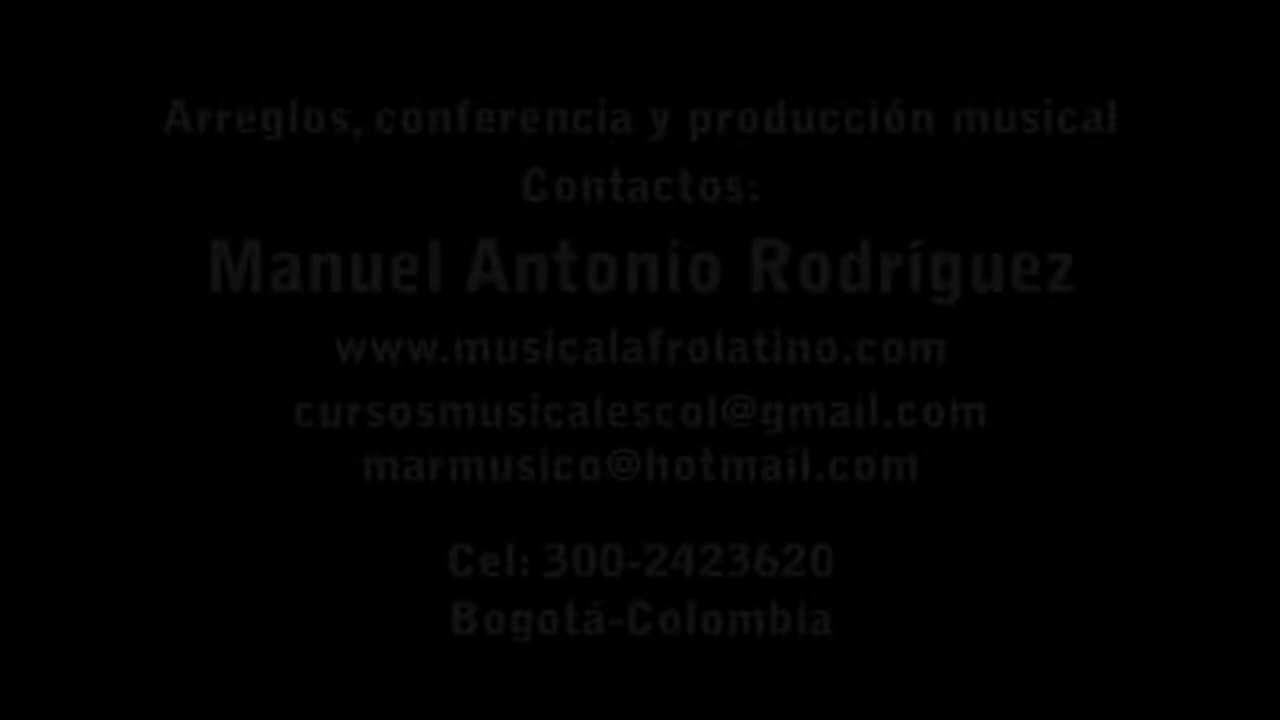 Arreglos, conferencia y producción musical
Contactos:
Manuel Antonio Rodríguez
www.musicalafrolatino.com
cursosmusicalescol@gmail.com
marmusico@hotmail.com
Cel: 300-2423620
Bogotá-Colombia